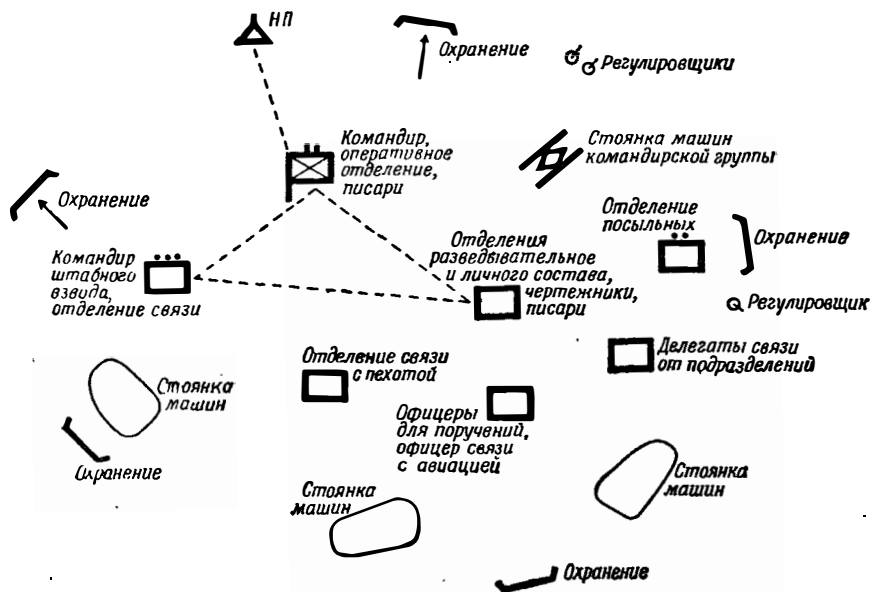 НП
Охранение
Регулировщики
Командир,
оперативное
отделение,
писари
Стоянка машин
командирской группы
Охранение
Отделение
посыльных
Охранение
Командир
штабного
взвода,
отделение связи
Отделения
разведывательное
и личного состава,
чертежники,
писари
Регулировщик
Отделение связи
с пехотой
Делегаты связи
от подразделений
Стоянка
машин
Офицеры
для поручений,
офицер связи
с авиацией
Охранение
Стоянка
машин
Стоянка
машин
Охранение